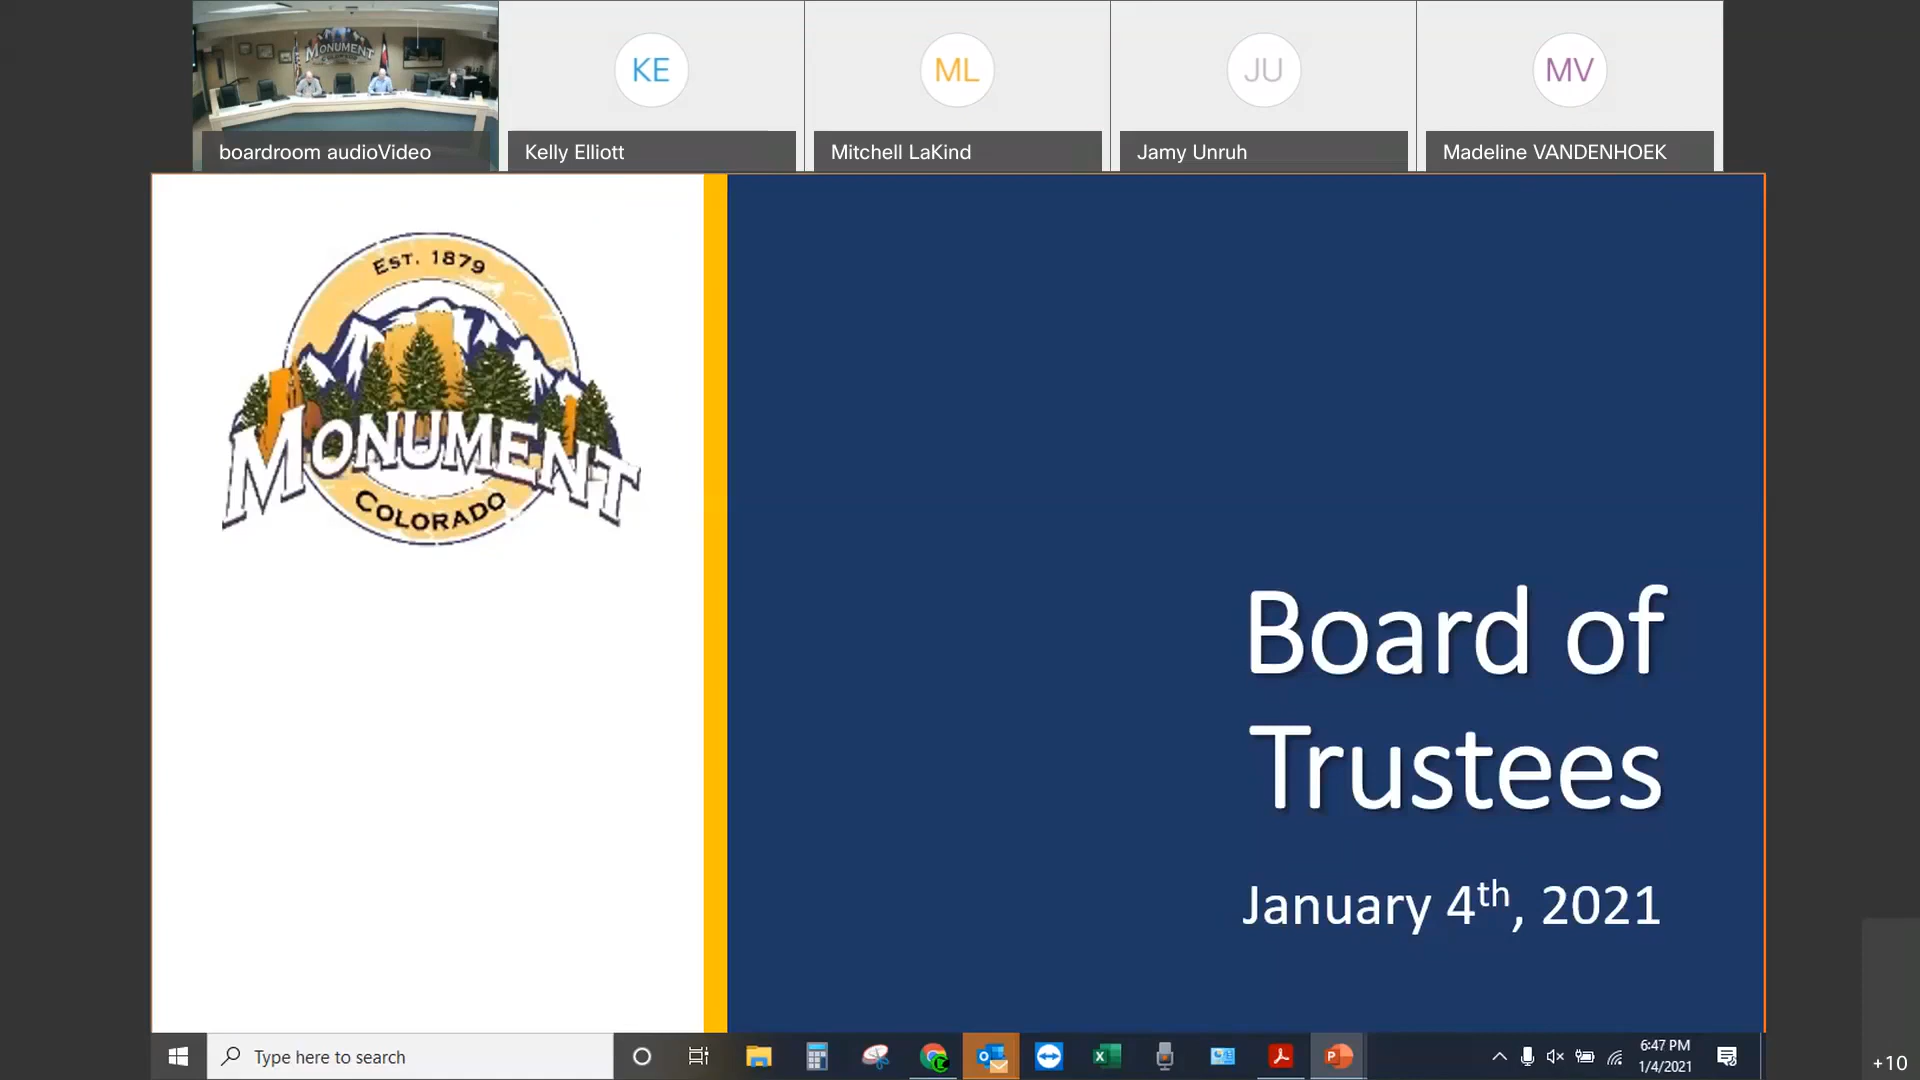 MONUMENT
KE
ML
JU
MV
boardroom audioVideo
Kelly Elliott
Mitchell LaKind
Jamy Unruh
Madeline VANDENHOEK
EST. 1879
MONUMENT
COLORADO
Board of
Trustees
January 4th, 2021
Type here to search
6:47 PM
1/4/2021
+10